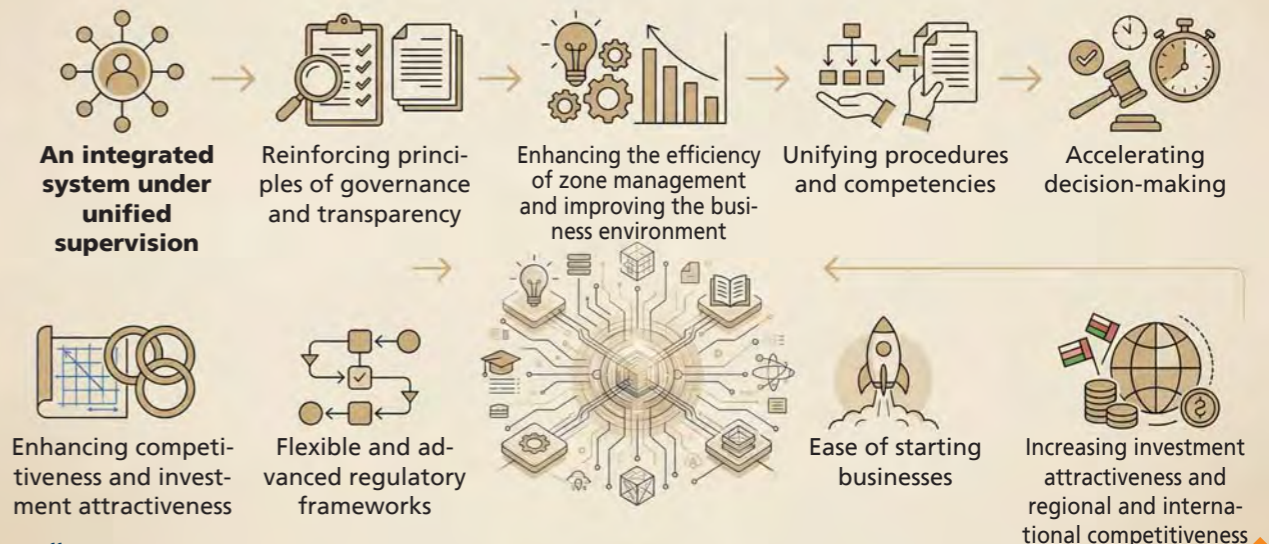 An integrated
system under
unified
supervision
Reinforcing princi-
ples of governance
and transparency
Enhancing the efficiency
of zone management
and improving the busi-
ness environment
Unifying procedures
and competencies
Accelerating
decision-making
Enhancing competi-
tiveness and invest-
ment attractiveness
Flexible and ad-
vanced regulatory
frameworks
Ease of starting
businesses
Increasing investment
attractiveness and
regional and interna-
tional competitiveness